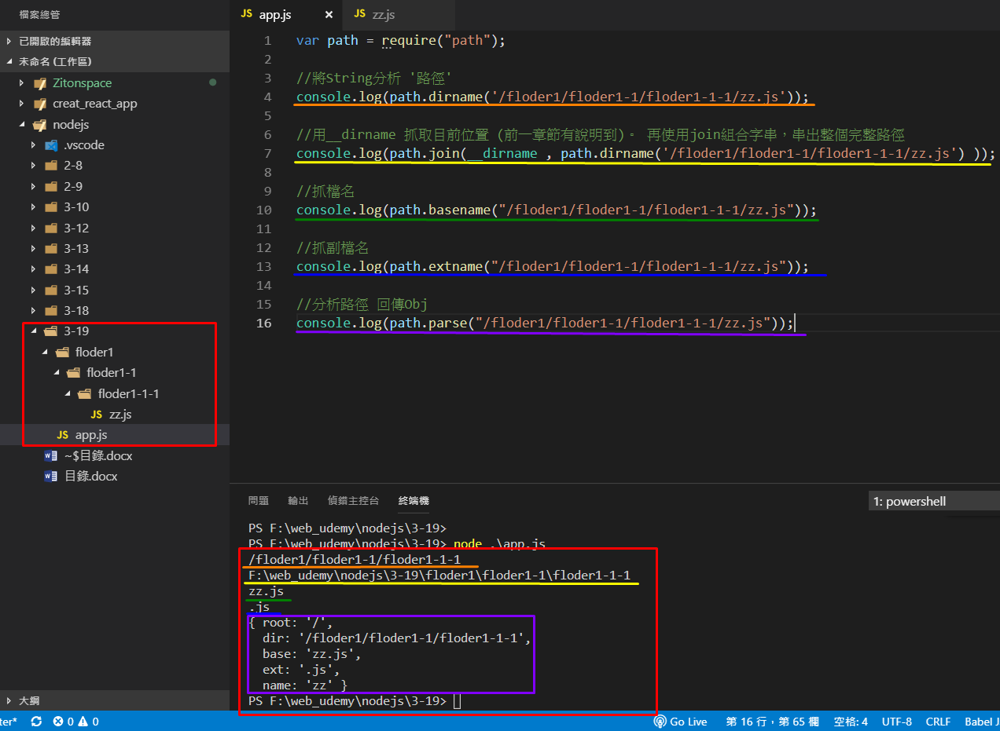 檔案總管
已開啟的編輯器
未命名 (工作區)
Zitonspace
creat_react_app
nodejs
.vscode
2-8
2-9
3-10
3-12
3-13
3-14
3-15
3-18
3-19
floder1
floder1-1
floder1-1-1
JS zz.js
JS app.js
~$目錄.docx
目錄.docx
大綱
JS app.js × JS zz.js
1 var path = require("path");
2
3 //將String分析 '路徑'
4 console.log(path.dirname('/floder1/floder1-1/floder1-1-1/zz.js'));
5
6 //用__dirname 抓取目前位置 (前一章節有說明到)。 再使用join組合字串，串出整個完整路徑
7 console.log(path.join(__dirname , path.dirname('/floder1/floder1-1/floder1-1-1/zz.js') ));
8
9 //抓檔名
10 console.log(path.basename("/floder1/floder1-1/floder1-1-1/zz.js"));
11
12 //抓副檔名
13 console.log(path.extname("/floder1/floder1-1/floder1-1-1/zz.js"));
14
15 //分析路徑 回傳Obj
16 console.log(path.parse("/floder1/floder1-1/floder1-1-1/zz.js"));
問題 輸出 偵錯主控台 終端機 1: powershell
PS F:\web_udemy\nodejs\3-19>
PS F:\web_udemy\nodejs\3-19> node .\app.js
/floder1/floder1-1/floder1-1-1
F:\web_udemy\nodejs\3-19\floder1\floder1-1\floder1-1-1
zz.js
.js
{ root: '/',
dir: '/floder1/floder1-1/floder1-1-1',
base: 'zz.js',
ext: '.js',
name: 'zz' }
PS F:\web_udemy\nodejs\3-19>
ter* 0 0 Go Live 第 16 行，第 65 欄 空格: 4 UTF-8 CRLF Babel J